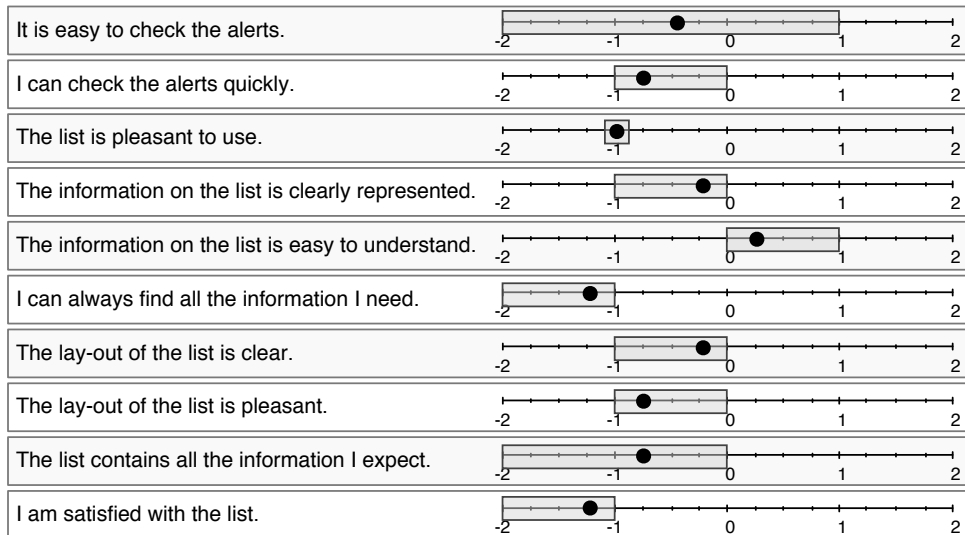 It is easy to check the alerts.
-2 -1 0 1 2
I can check the alerts quickly.
-2 -1 0 1 2
The list is pleasant to use.
-2 -1 0 1 2
The information on the list is clearly represented.
-2 -1 0 1 2
The information on the list is easy to understand.
-2 -1 0 1 2
I can always find all the information I need.
-2 -1 0 1 2
The lay-out of the list is clear.
-2 -1 0 1 2
The lay-out of the list is pleasant.
-2 -1 0 1 2
The list contains all the information I expect.
-2 -1 0 1 2
I am satisfied with the list.
-2 -1 0 1 2